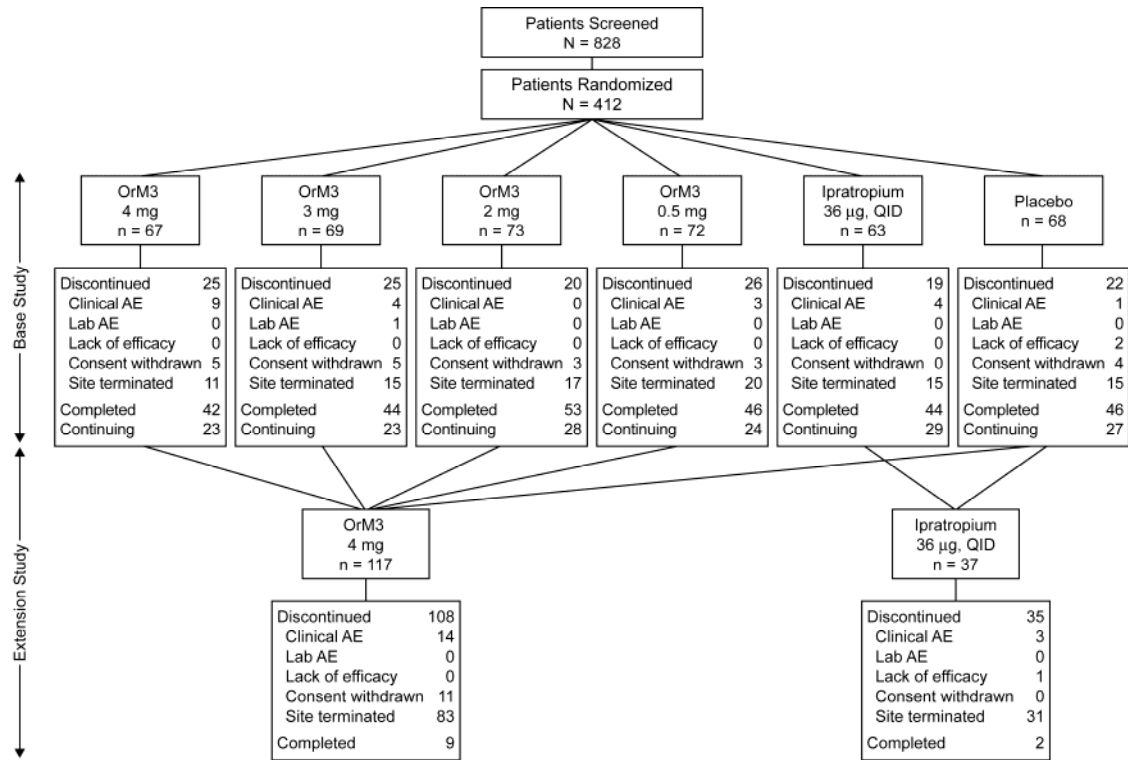 Patients Screened
N = 828
Patients Randomized
N = 412
Base Study
OrM3
4 mg
n = 67
OrM3
3 mg
n = 69
OrM3
2 mg
n = 73
OrM3
0.5 mg
n = 72
Ipratropium
36 µg, QID
n = 63
Placebo
n = 68
Discontinued 25
Clinical AE 9
Lab AE 0
Lack of efficacy 0
Consent withdrawn 5
Site terminated 11
Completed 42
Continuing 23
Discontinued 25
Clinical AE 4
Lab AE 1
Lack of efficacy 0
Consent withdrawn 5
Site terminated 15
Completed 44
Continuing 23
Discontinued 20
Clinical AE 0
Lab AE 0
Lack of efficacy 0
Consent withdrawn 3
Site terminated 17
Completed 53
Continuing 28
Discontinued 26
Clinical AE 3
Lab AE 0
Lack of efficacy 0
Consent withdrawn 3
Site terminated 20
Completed 46
Continuing 24
Discontinued 19
Clinical AE 4
Lab AE 0
Lack of efficacy 0
Consent withdrawn 0
Site terminated 15
Completed 44
Continuing 29
Discontinued 22
Clinical AE 1
Lab AE 0
Lack of efficacy 2
Consent withdrawn 4
Site terminated 15
Completed 46
Continuing 27
Extension Study
OrM3
4 mg
n = 117
Ipratropium
36 µg, QID
n = 37
Discontinued 108
Clinical AE 14
Lab AE 0
Lack of efficacy 0
Consent withdrawn 11
Site terminated 83
Completed 9
Discontinued 35
Clinical AE 3
Lab AE 0
Lack of efficacy 1
Consent withdrawn 0
Site terminated 31
Completed 2